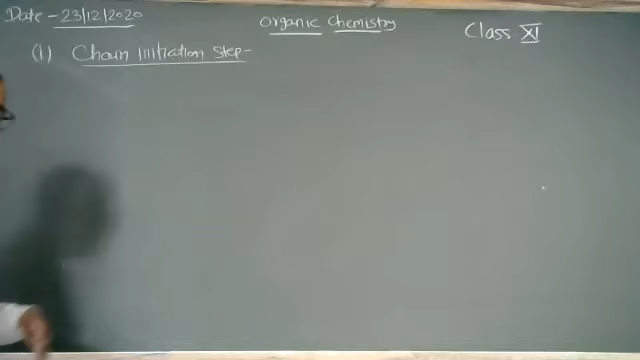 Date - 23/12/2020
Organic Chemistry
Class XI
(1) Chain Initiation Step-